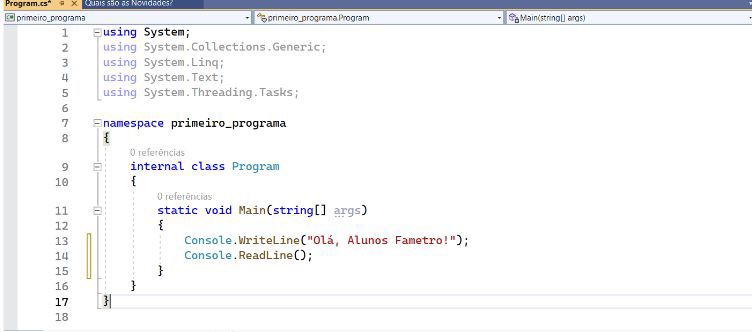 Program.cs* Quais são as Novidades?
primeiro_programa primeiro_programa.Program Main(string[] args)
1 using System;
2 using System.Collections.Generic;
3 using System.Linq;
4 using System.Text;
5 using System.Threading.Tasks;
6
7 namespace primeiro_programa
8 {
0 referências
9 internal class Program
10 {
0 referências
11 static void Main(string[] args)
12 {
13 Console.WriteLine("Olá, Alunos Fametro!");
14 Console.ReadLine();
15 }
16 }
17 }
18